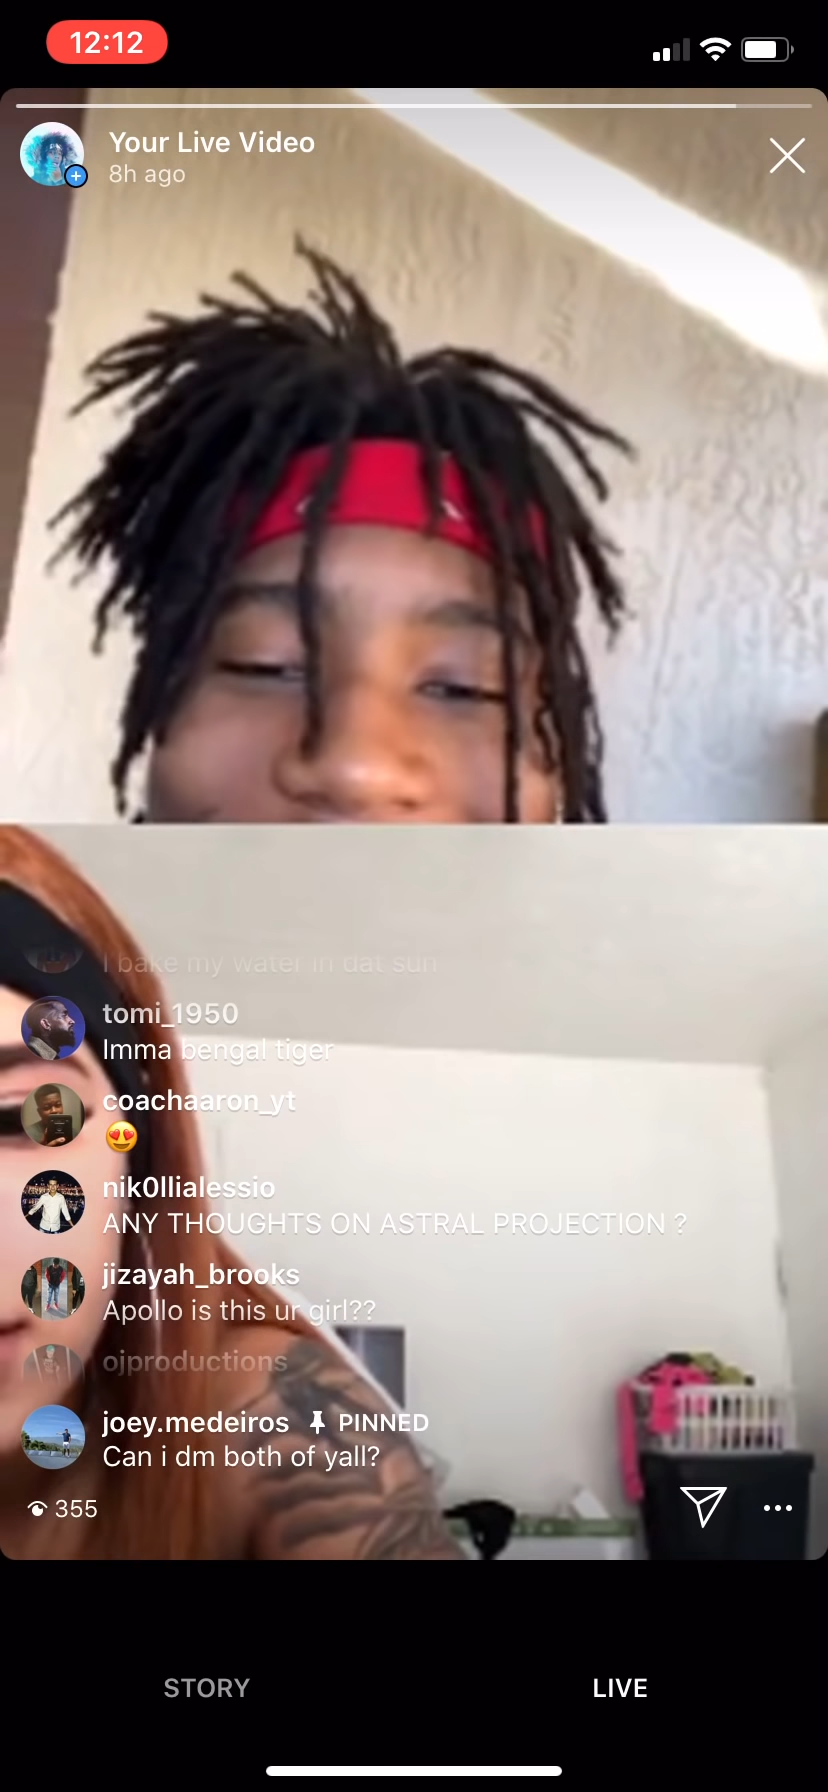 12:12
Your Live Video
8h ago
I bake my water in dat sun
tomi_1950
Imma bengal tiger
coachaaron_yt
😍
nik0llialessio
ANY THOUGHTS ON ASTRAL PROJECTION ?
jizayah_brooks
Apollo is this ur girl??
ojproductions
joey.medeiros PINNED
Can i dm both of yall?
355
STORY
LIVE